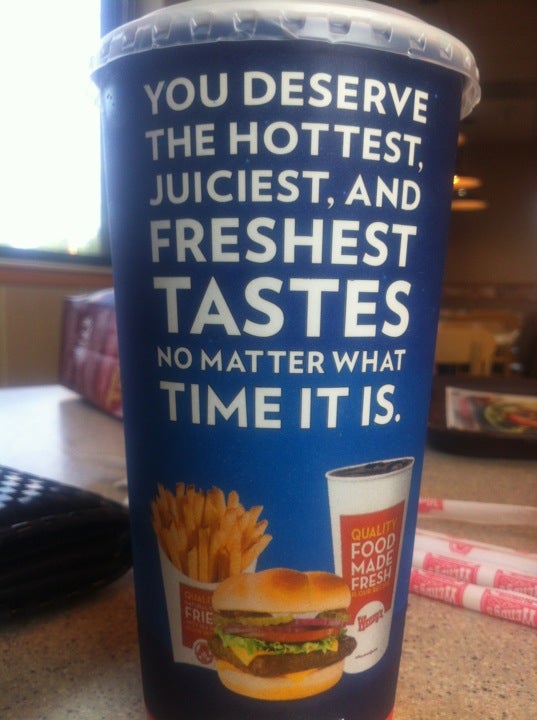 YOU DESERVE
THE HOTTEST,
JUICIEST, AND
FRESHEST
TASTES
NO MATTER WHAT
TIME IT IS.
QUALITY
FOOD
MADE
FRESH
Wendy's
FRIE